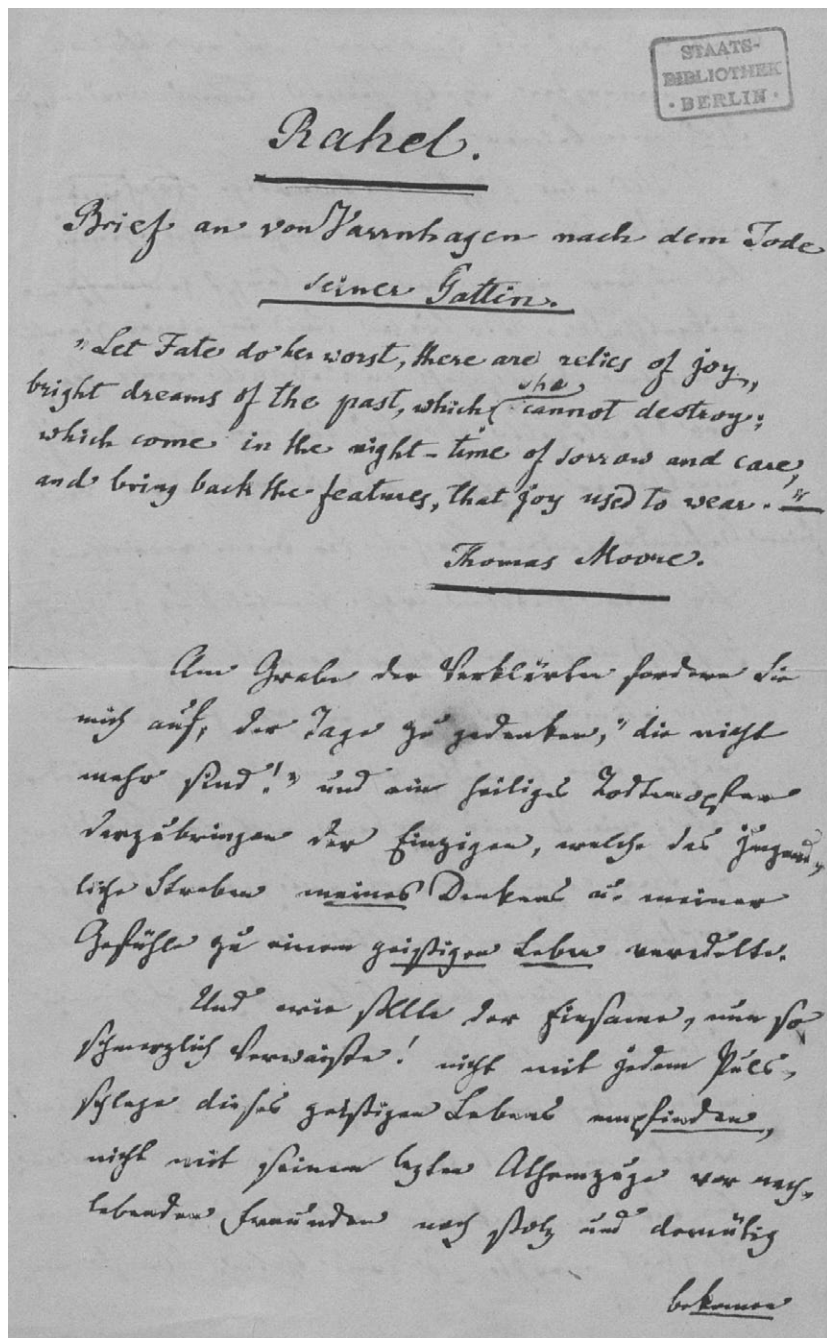 STAATS-
BIBLIOTHEK
· BERLIN ·
Rahel.
Brief an von Varnhagen nach dem Tode
seiner Gattin.
"Let Fate do her worst, there are relics of joy,
bright dreams of the past, which she cannot destroy;
which come in the night-time of sorrow and care,
and bring back the features, that joy used to wear."
Thomas Moore.
Am Grabe der Verklärten fordern Sie
mich auf, der Tage zu gedenken, "die nicht
mehr sind!" und ein heiliges Todtenopfer
darzubringen der Einzigen, welche das jugend-
liche Streben meines Denkens u. meiner
Gefühle zu einem geistigen Leben veredelte.
Und wie sollte der Einsame, nun so
schmerzlich Verwaiste! nicht mit jedem Puls-
schlage dieses geistigen Lebens empfinden,
nicht mit seinem lezten Athemzuge vor nach-
lebenden Freunden noch stolz und demütig
bekennen